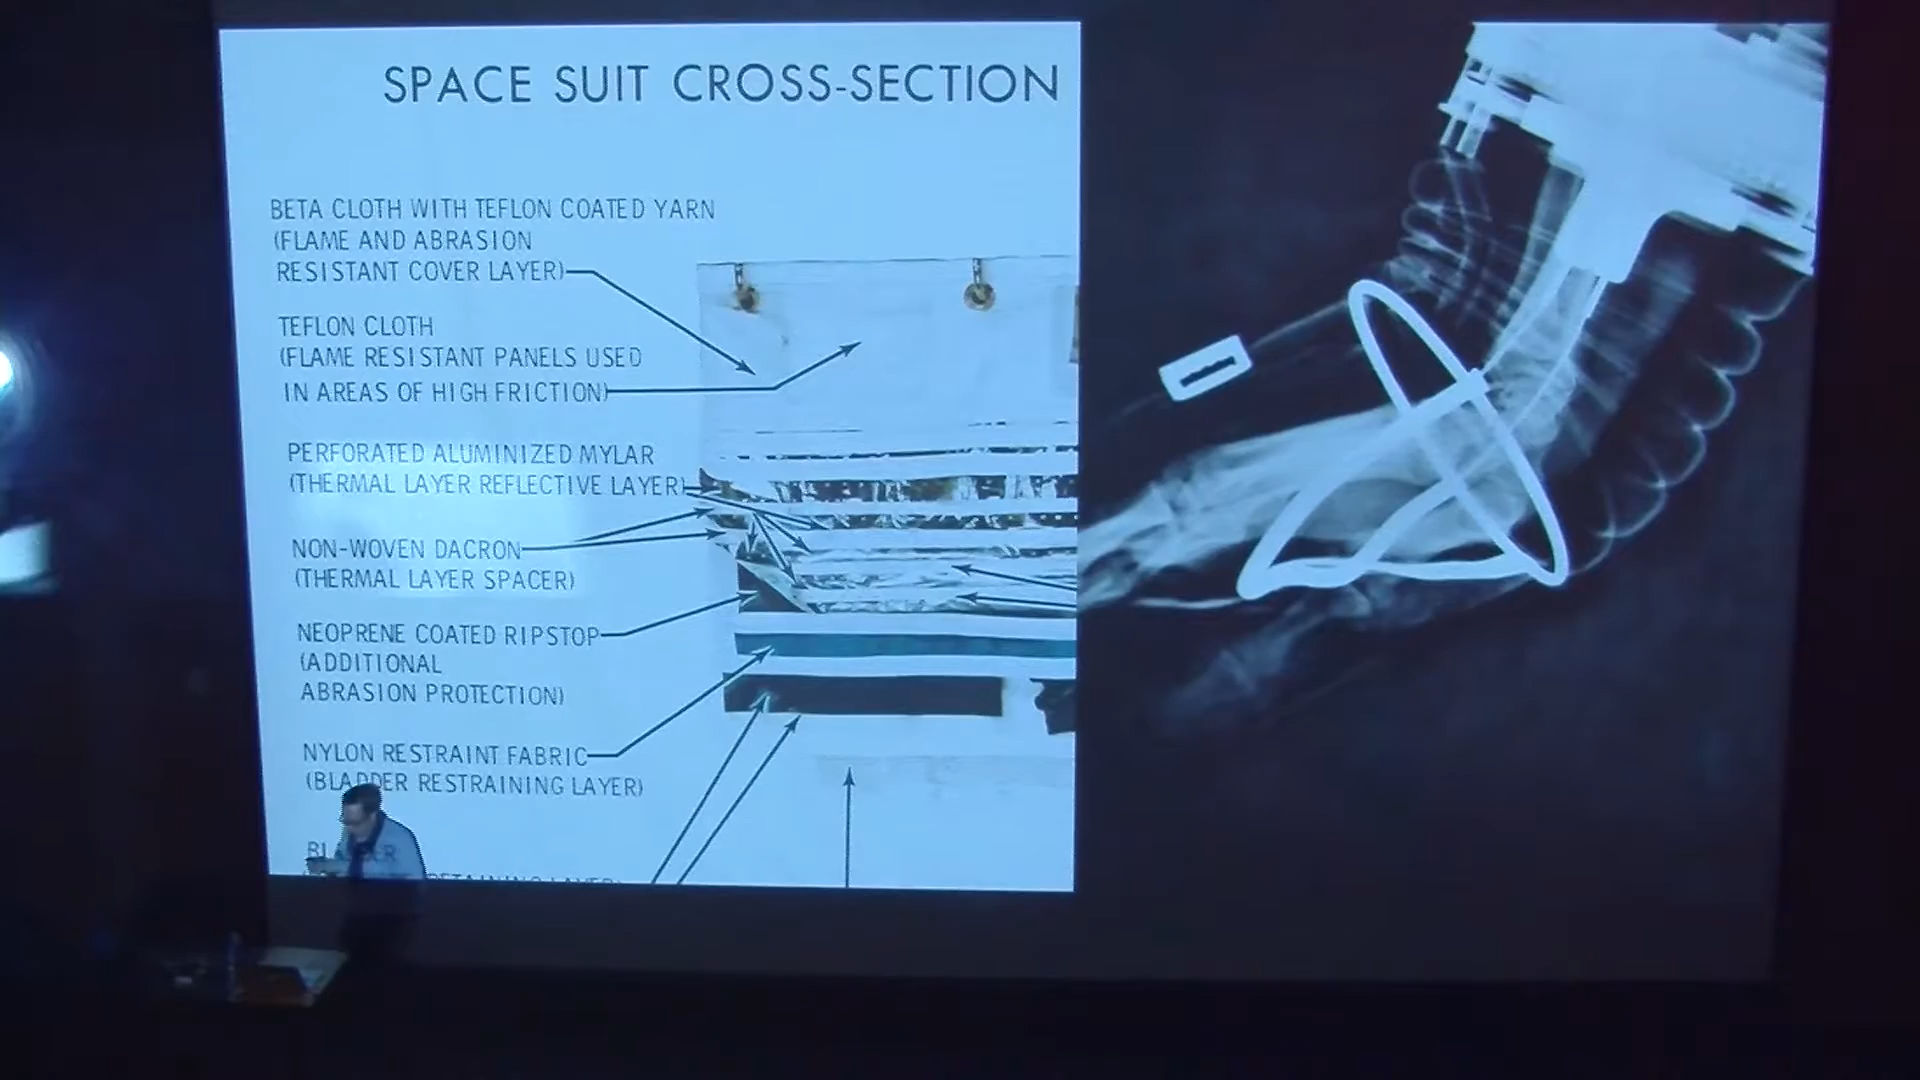 SPACE SUIT CROSS-SECTION
BETA CLOTH WITH TEFLON COATED YARN
(FLAME AND ABRASION
RESISTANT COVER LAYER)
TEFLON CLOTH
(FLAME RESISTANT PANELS USED
IN AREAS OF HIGH FRICTION)
PERFORATED ALUMINIZED MYLAR
(THERMAL LAYER REFLECTIVE LAYER)
NON-WOVEN DACRON
(THERMAL LAYER SPACER)
NEOPRENE COATED RIPSTOP
(ADDITIONAL
ABRASION PROTECTION)
NYLON RESTRAINT FABRIC
(BLADDER RESTRAINING LAYER)